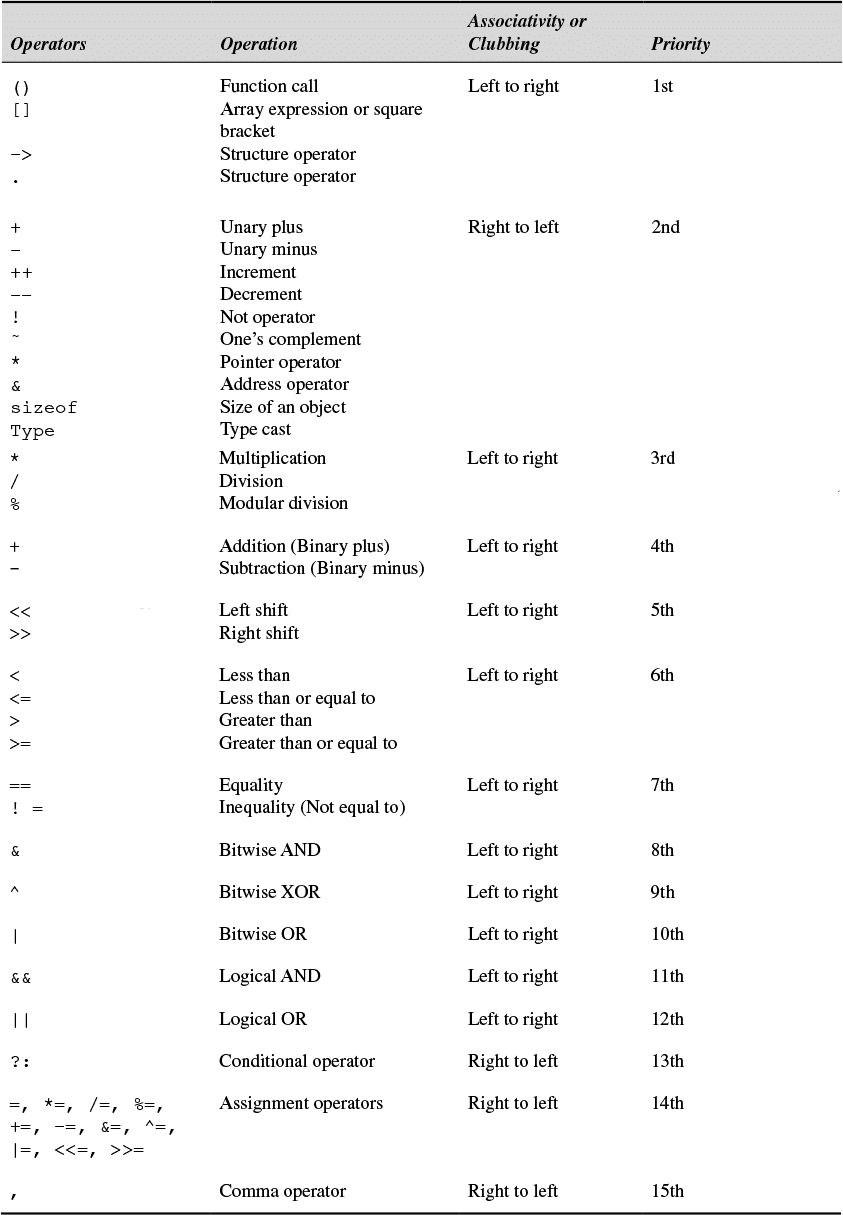 Associativity or
Operators Operation Clubbing Priority
() Function call Left to right 1st
[] Array expression or square
bracket
–> Structure operator
. Structure operator
+ Unary plus Right to left 2nd
– Unary minus
++ Increment
–– Decrement
! Not operator
~ One’s complement
* Pointer operator
& Address operator
sizeof Size of an object
Type Type cast
* Multiplication Left to right 3rd
/ Division
% Modular division
+ Addition (Binary plus) Left to right 4th
– Subtraction (Binary minus)
<< Left shift Left to right 5th
>> Right shift
< Less than Left to right 6th
<= Less than or equal to
> Greater than
>= Greater than or equal to
== Equality Left to right 7th
! = Inequality (Not equal to)
& Bitwise AND Left to right 8th
^ Bitwise XOR Left to right 9th
| Bitwise OR Left to right 10th
&& Logical AND Left to right 11th
|| Logical OR Left to right 12th
?: Conditional operator Right to left 13th
=, *=, /=, %=, Assignment operators Right to left 14th
+=, –=, &=, ^=,
|=, <<=, >>=
, Comma operator Right to left 15th